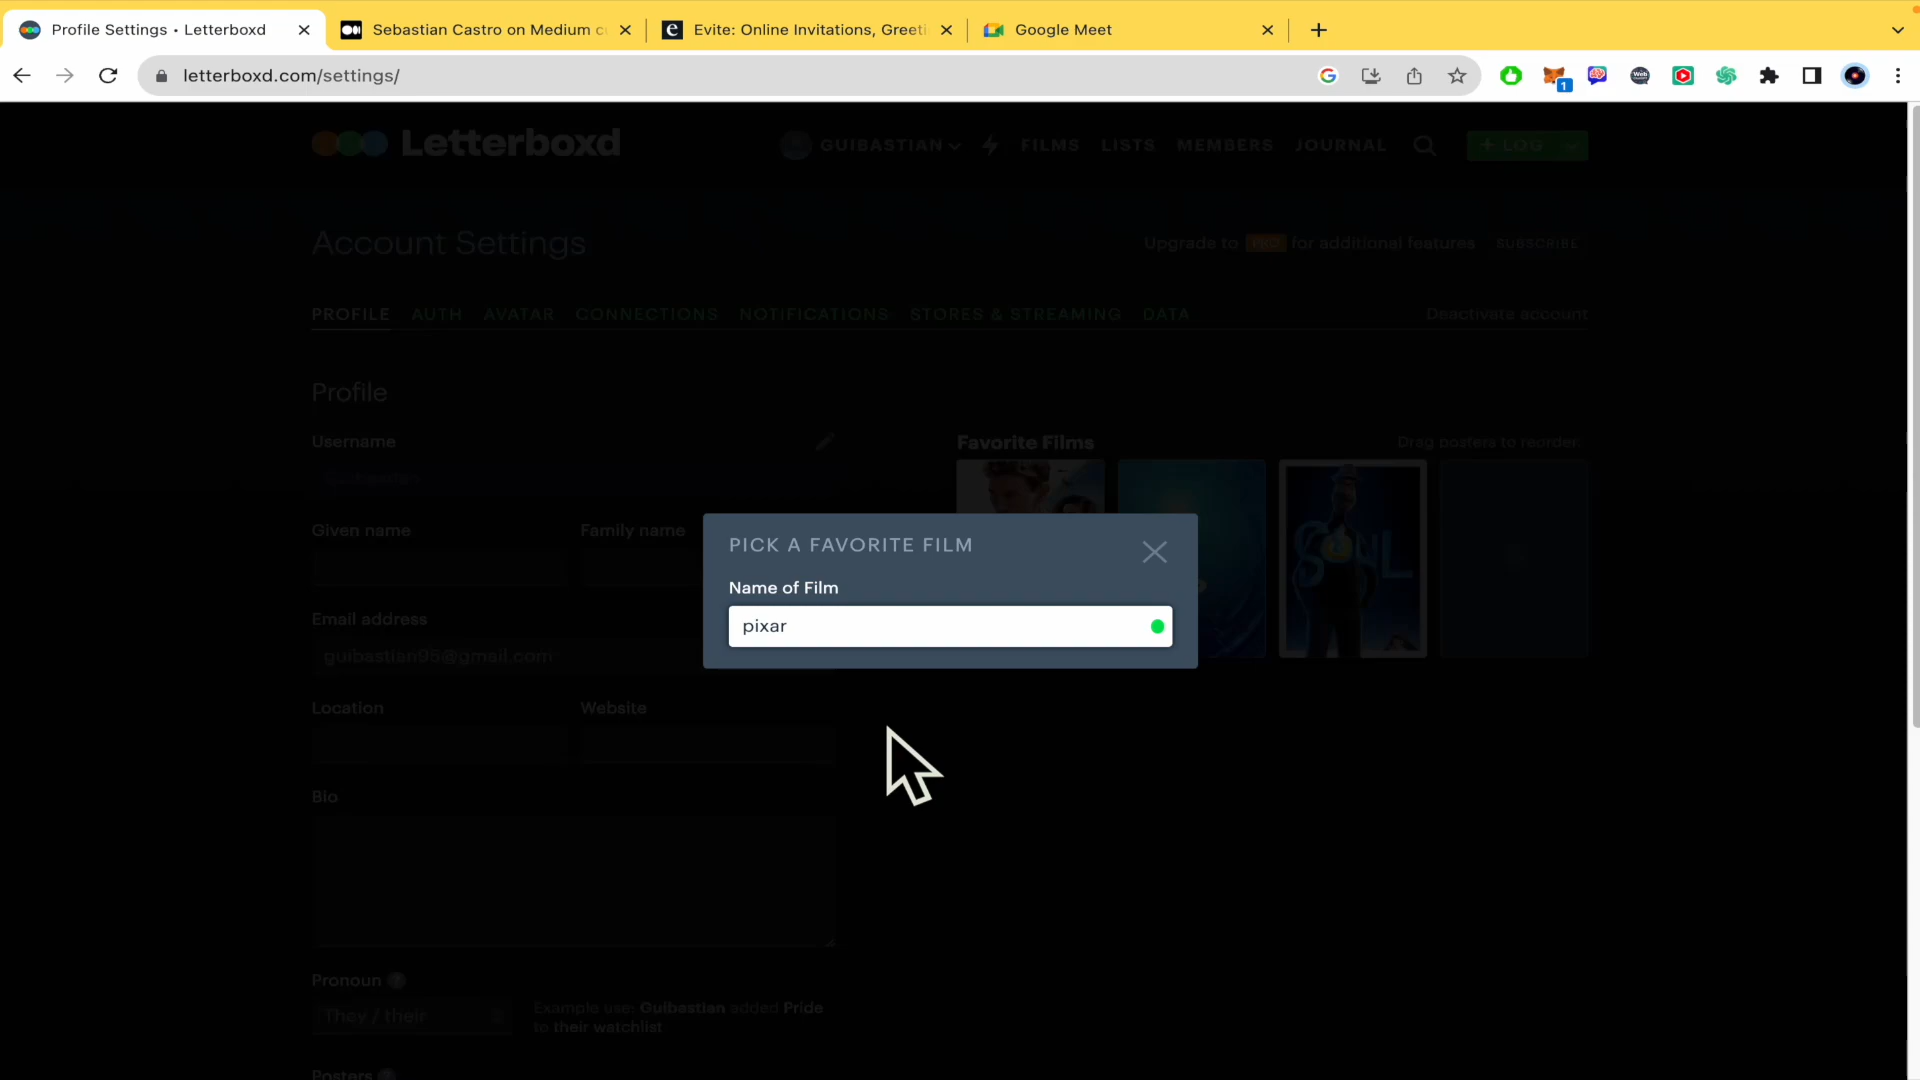 Profile Settings • Letterboxd
Sebastian Castro on Medium
Evite: Online Invitations, Greeti
Google Meet
letterboxd.com/settings/
1
Letterboxd
GUIBASTIAN
FILMS
LISTS
MEMBERS
JOURNAL
+ LOG
Account Settings
Upgrade to PRO for additional features
SUBSCRIBE
PROFILE
AUTH
AVATAR
CONNECTIONS
NOTIFICATIONS
STORES & STREAMING
DATA
Deactivate account
Profile
Username
Guibastian
Favorite Films
Drag posters to reorder.
SOUL
Given name
Family name
PICK A FAVORITE FILM
Name of Film
pixar
Email address
guibastian95@gmail.com
Location
Website
Bio
Pronoun ?
They / their
Example use: Guibastian added Pride
to their watchlist
Posters ?